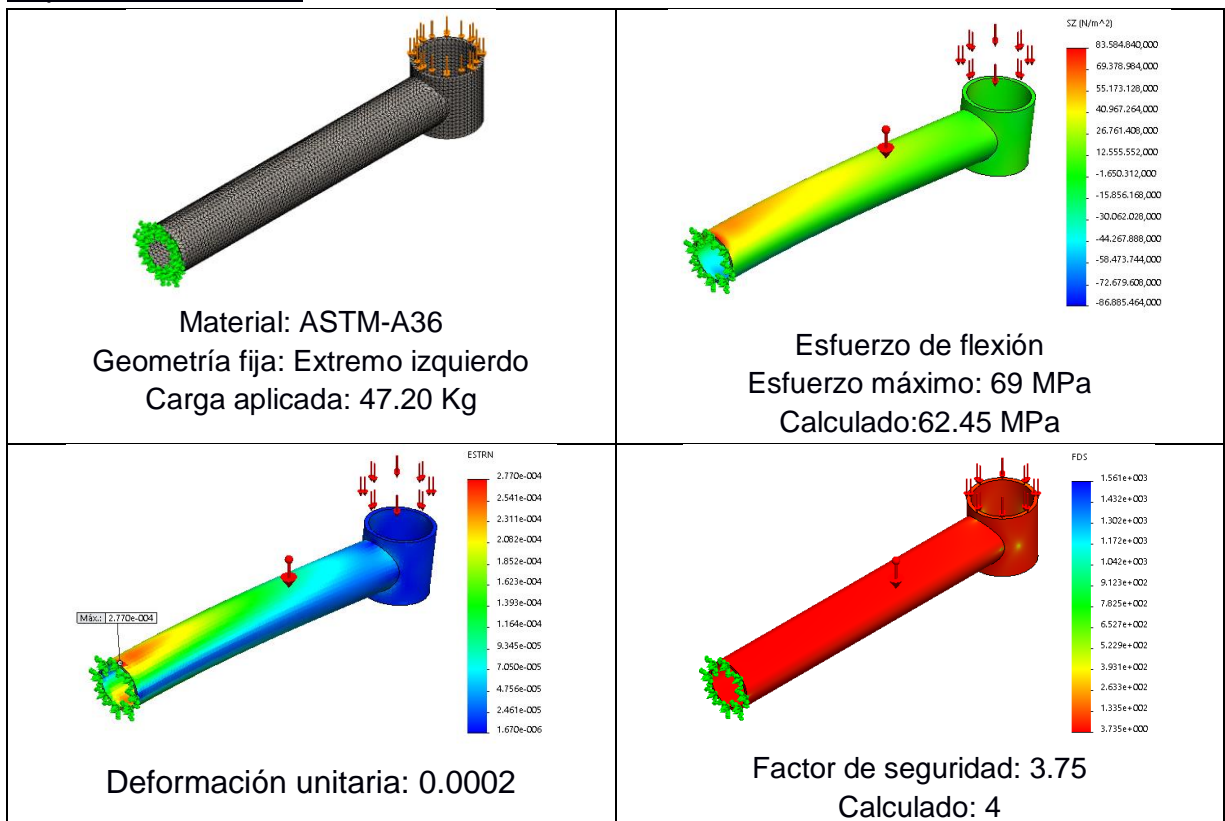 Material: ASTM-A36
Geometría fija: Extremo izquierdo
Carga aplicada: 47.20 Kg
SZ (N/m^2)
83.584.840,000
69.378.984,000
55.173.128,000
40.967.264,000
26.761.408,000
12.555.552,000
-1.650.312,000
-15.856.168,000
-30.062.028,000
-44.267.888,000
-58.473.744,000
-72.679.608,000
-86.885.464,000
Esfuerzo de flexión
Esfuerzo máximo: 69 MPa
Calculado:62.45 MPa
ESTRN
2.770e-004
2.541e-004
2.311e-004
2.082e-004
1.852e-004
1.623e-004
1.393e-004
1.164e-004
9.345e-005
7.050e-005
4.756e-005
2.461e-005
1.670e-006
Máx.: 2.770e-004
Deformación unitaria: 0.0002
FDS
1.561e+003
1.432e+003
1.302e+003
1.172e+003
1.042e+003
9.123e+002
7.825e+002
6.527e+002
5.229e+002
3.931e+002
2.633e+002
1.335e+002
3.735e+000
Factor de seguridad: 3.75
Calculado: 4